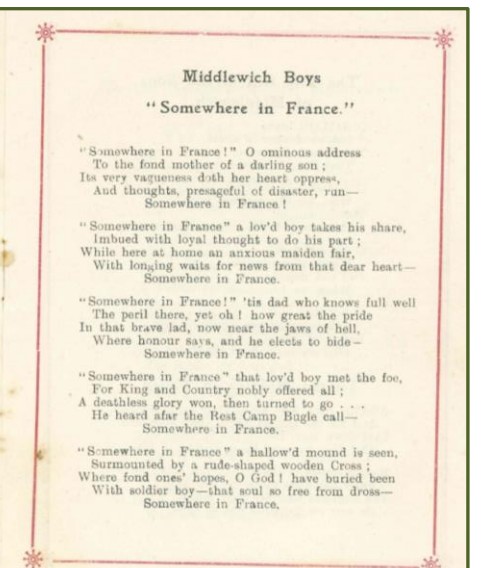 Middlewich Boys
"Somewhere in France."
"Somewhere in France!" O ominous address
To the fond mother of a darling son;
Its very vagueness doth her heart oppress,
And thoughts, presageful of disaster, run—
Somewhere in France!
"Somewhere in France" a lov'd boy takes his share,
Imbued with loyal thought to do his part;
While here at home an anxious maiden fair,
With longing waits for news from that dear heart—
Somewhere in France.
"Somewhere in France!" 'tis dad who knows full well
The peril there, yet oh! how great the pride
In that brave lad, now near the jaws of hell,
Where honour says, and he elects to bide—
Somewhere in France.
"Somewhere in France" that lov'd boy met the foe,
For King and Country nobly offered all;
A deathless glory won, then turned to go . . .
He heard afar the Rest Camp Bugle call—
Somewhere in France.
"Somewhere in France" a hallow'd mound is seen,
Surmounted by a rude-shaped wooden Cross;
Where fond ones' hopes, O God! have buried been
With soldier boy—that soul so free from dross—
Somewhere in France.